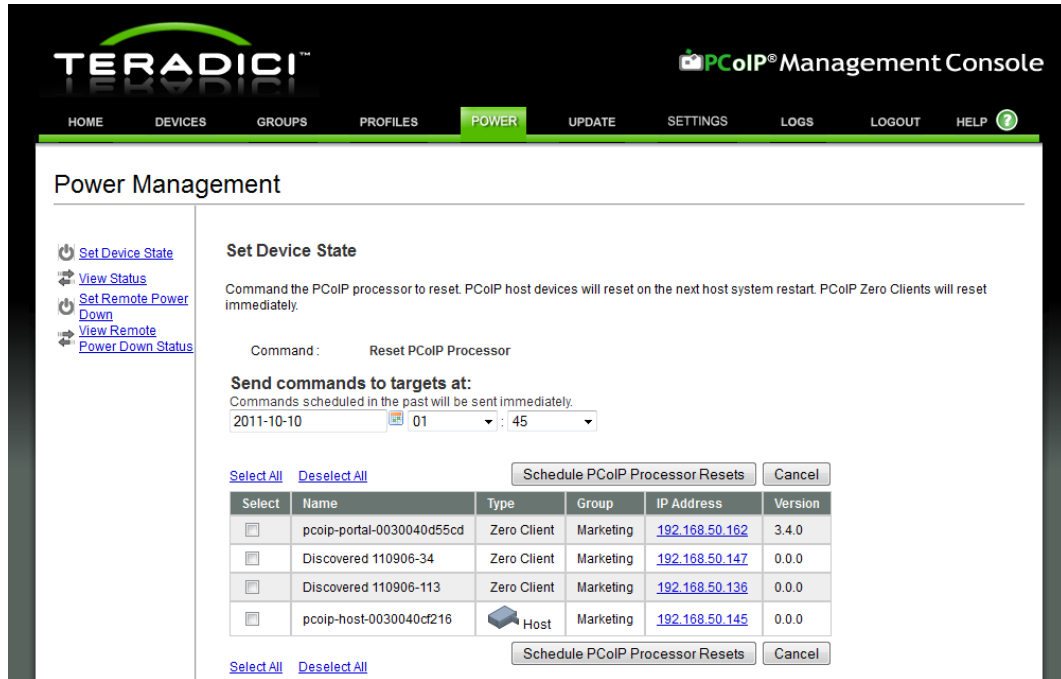 TERADICI™
PCoIP® Management Console
HOME DEVICES GROUPS PROFILES POWER UPDATE SETTINGS LOGS LOGOUT HELP ?
Power Management
Set Device State
View Status
Set Remote Power
Down
View Remote
Power Down Status
Set Device State
Command the PCoIP processor to reset. PCoIP host devices will reset on the next host system restart. PCoIP Zero Clients will reset
immediately.
Command : Reset PCoIP Processor
Send commands to targets at:
Commands scheduled in the past will be sent immediately.
2011-10-10 01 : 45
Select All Deselect All Schedule PCoIP Processor Resets Cancel
Select Name Type Group IP Address Version
pcoip-portal-0030040d55cd Zero Client Marketing 192.168.50.162 3.4.0
Discovered 110906-34 Zero Client Marketing 192.168.50.147 0.0.0
Discovered 110906-113 Zero Client Marketing 192.168.50.136 0.0.0
pcoip-host-0030040cf216 Host Marketing 192.168.50.145 0.0.0
Select All Deselect All Schedule PCoIP Processor Resets Cancel